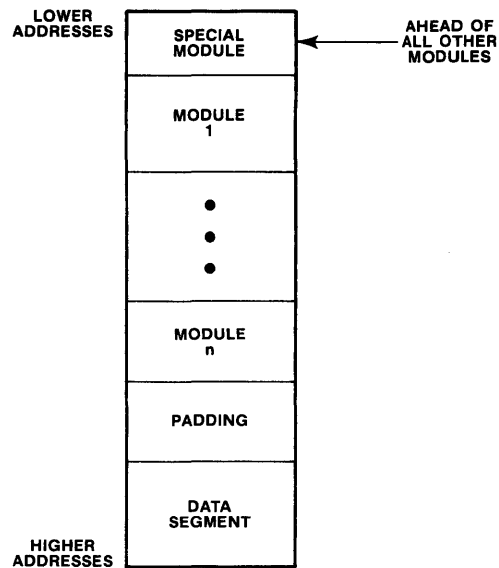 LOWER
ADDRESSES
SPECIAL
MODULE
AHEAD OF
ALL OTHER
MODULES
MODULE
1
MODULE
n
PADDING
DATA
SEGMENT
HIGHER
ADDRESSES